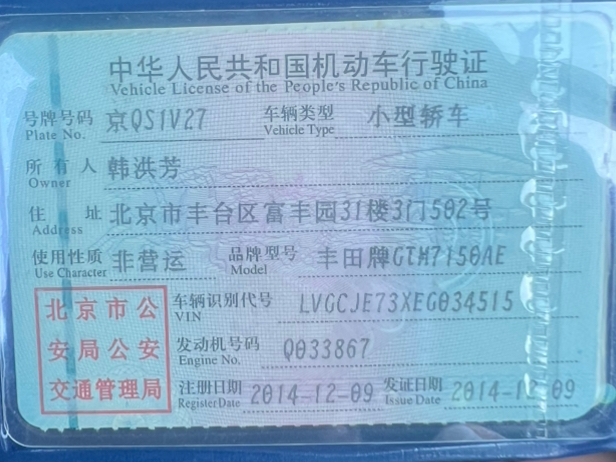 中华人民共和国机动车行驶证
Vehicle License of the People's Republic of China
号牌号码 京QS1V27 车辆类型 小型轿车
Plate No. Vehicle Type
所有人 韩洪芳
Owner
住址 北京市丰台区富丰园31楼3门502号
Address
使用性质 非营运 品牌型号 丰田牌GTM7150AE
Use Character Model
北京市公安局公安交通管理局
车辆识别代号 LVGCJE73XEG034515
VIN
发动机号码 Q033867
Engine No.
注册日期 2014-12-09 发证日期 2014-12-09
Register Date Issue Date